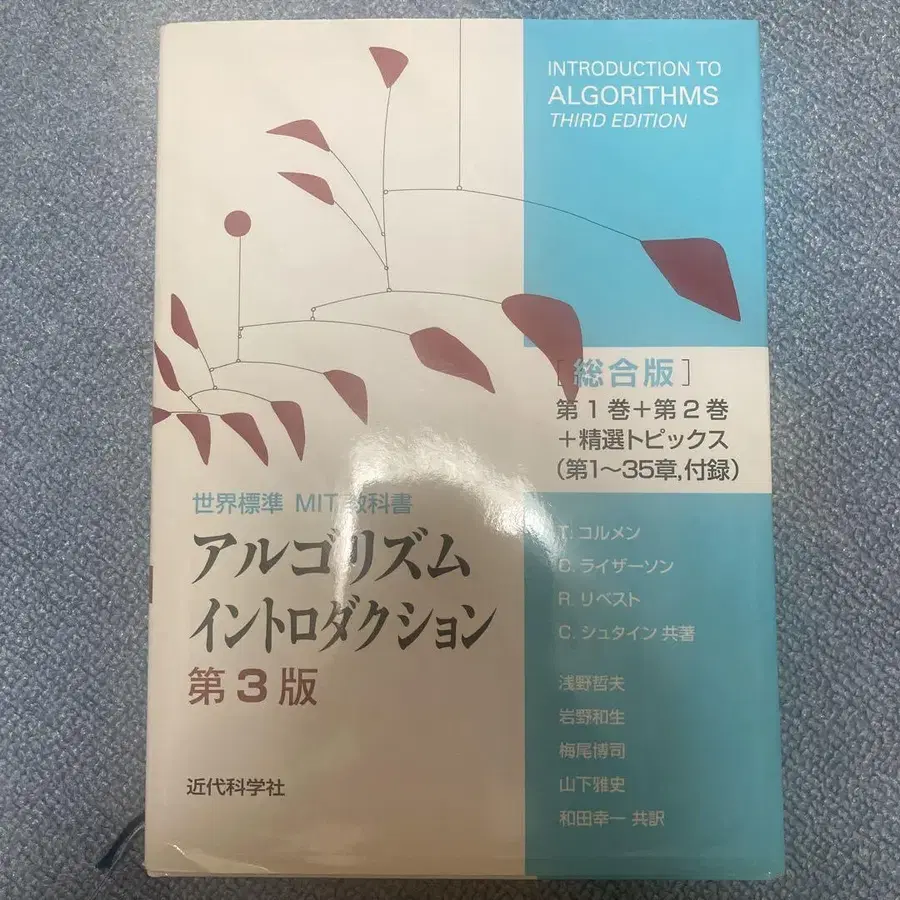 INTRODUCTION TO
ALGORITHMS
THIRD EDITION
[総合版]
第1巻+第2巻
+精選トピックス
(第1〜35章,付録)
世界標準 MIT 教科書
アルゴリズム
イントロダクション
第3版
T. コルメン
C. ライザーソン
R. リベスト
C. シュタイン 共著
浅野哲夫
岩野和生
梅尾博司
山下雅史
和田幸一 共訳
近代科学社